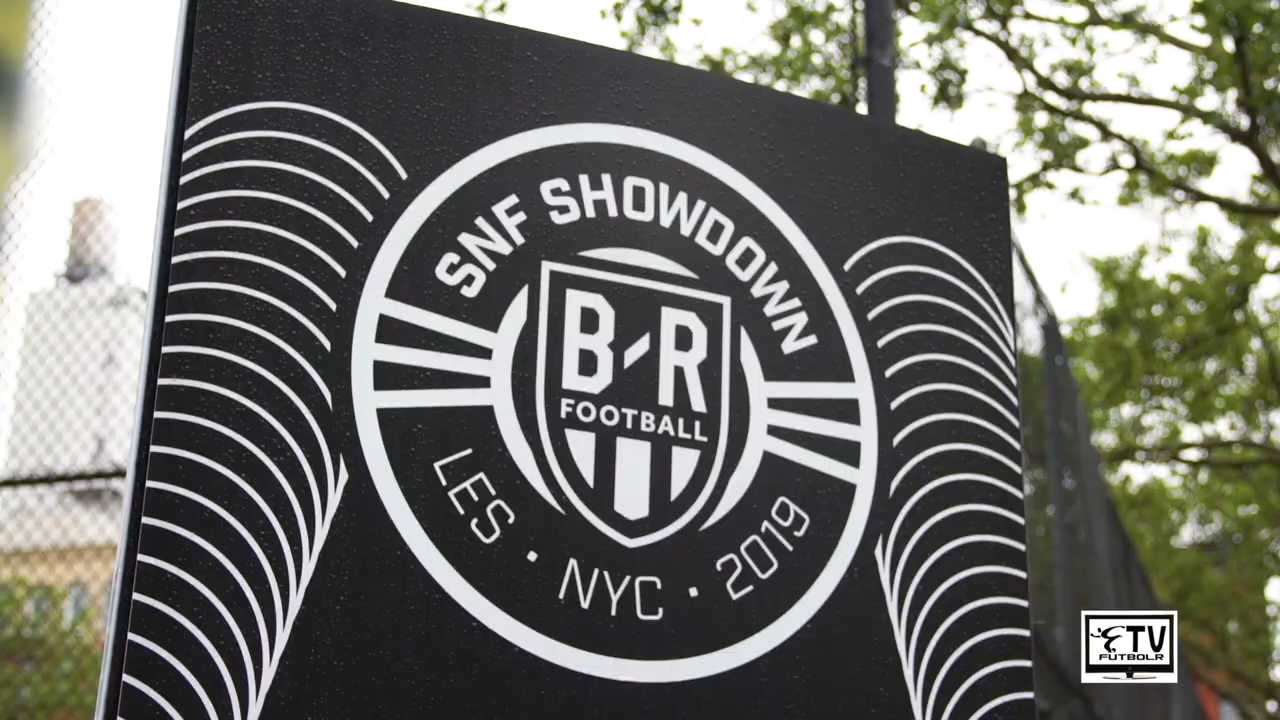 SNF SHOWDOWN
B-R
FOOTBALL
LES · NYC · 2019
TV
FUTBOLR